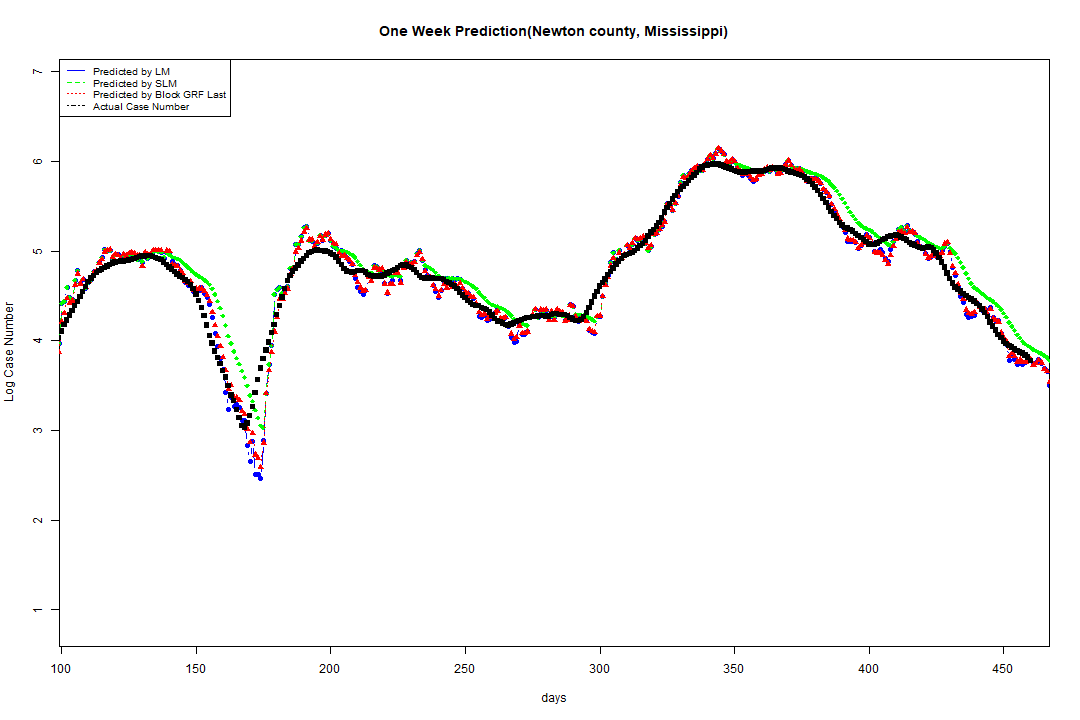 One Week Prediction(Newton county, Mississippi)
Predicted by LM
Predicted by SLM
Predicted by Block GRF Last
Actual Case Number
Log Case Number
7
6
5
4
3
2
1
100 150 200 250 300 350 400 450
days